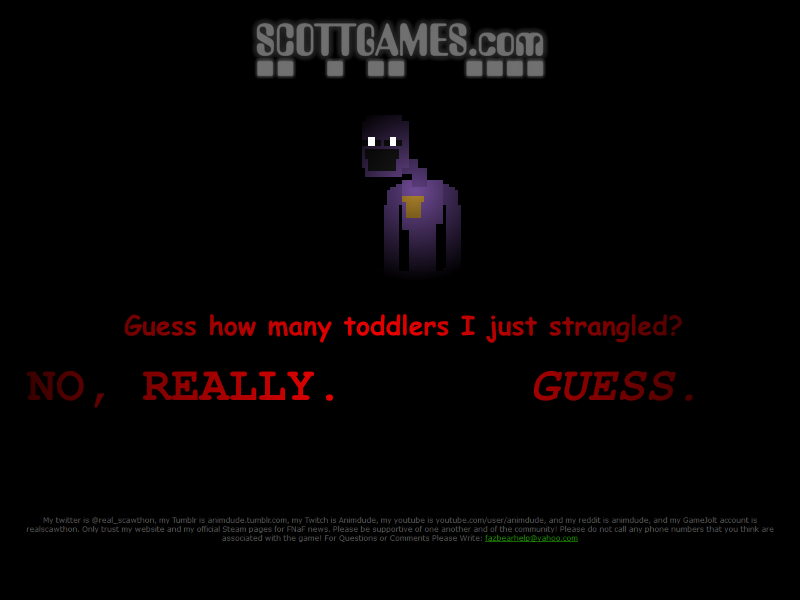 SCOTTGAMES.com
Guess how many toddlers I just strangled?
NO, REALLY. GUESS.
My twitter is @real_scawthon, my Tumblr is animdude.tumblr.com, my Twitch is Animdude, my youtube is youtube.com/user/animdude, and my reddit is animdude, and my GameJolt account is
realscawthon. Only trust my website and my official Steam pages for FNaF news. Please be supportive of one another and of the community! Please do not call any phone numbers that you think are
associated with the game! For Questions or Comments Please Write: fazbearhelp@yahoo.com